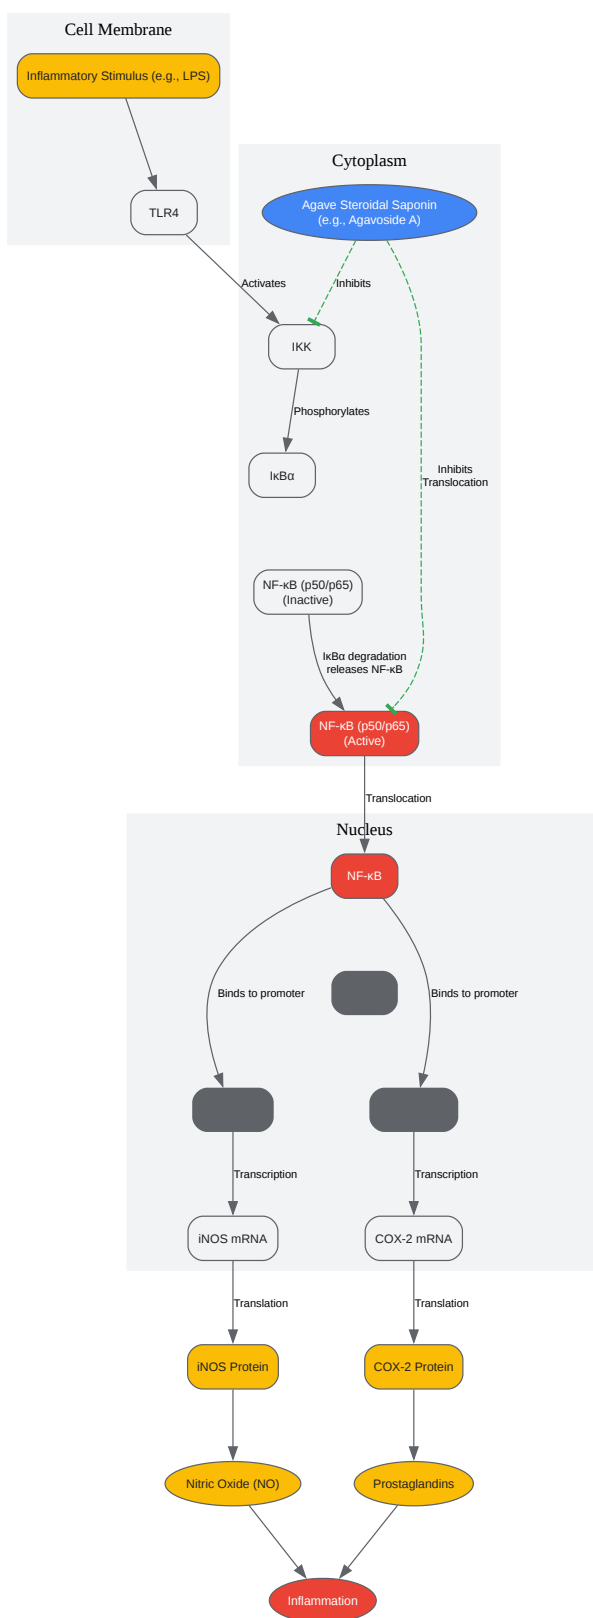 Cell Membrane
Inflammatory Stimulus (e.g., LPS)
TLR4
Cytoplasm
Agave Steroidal Saponin
(e.g., Agavoside A)
Activates
Inhibits
IKK
Phosphorylates
IκBα
Inhibits
Translocation
NF-κB (p50/p65)
(Inactive)
IκBα degradation
releases NF-κB
NF-κB (p50/p65)
(Active)
Translocation
Nucleus
NF-κB
Binds to promoter
Binds to promoter
Transcription
Transcription
iNOS mRNA
COX-2 mRNA
Translation
Translation
iNOS Protein
COX-2 Protein
Nitric Oxide (NO)
Prostaglandins
Inflammation